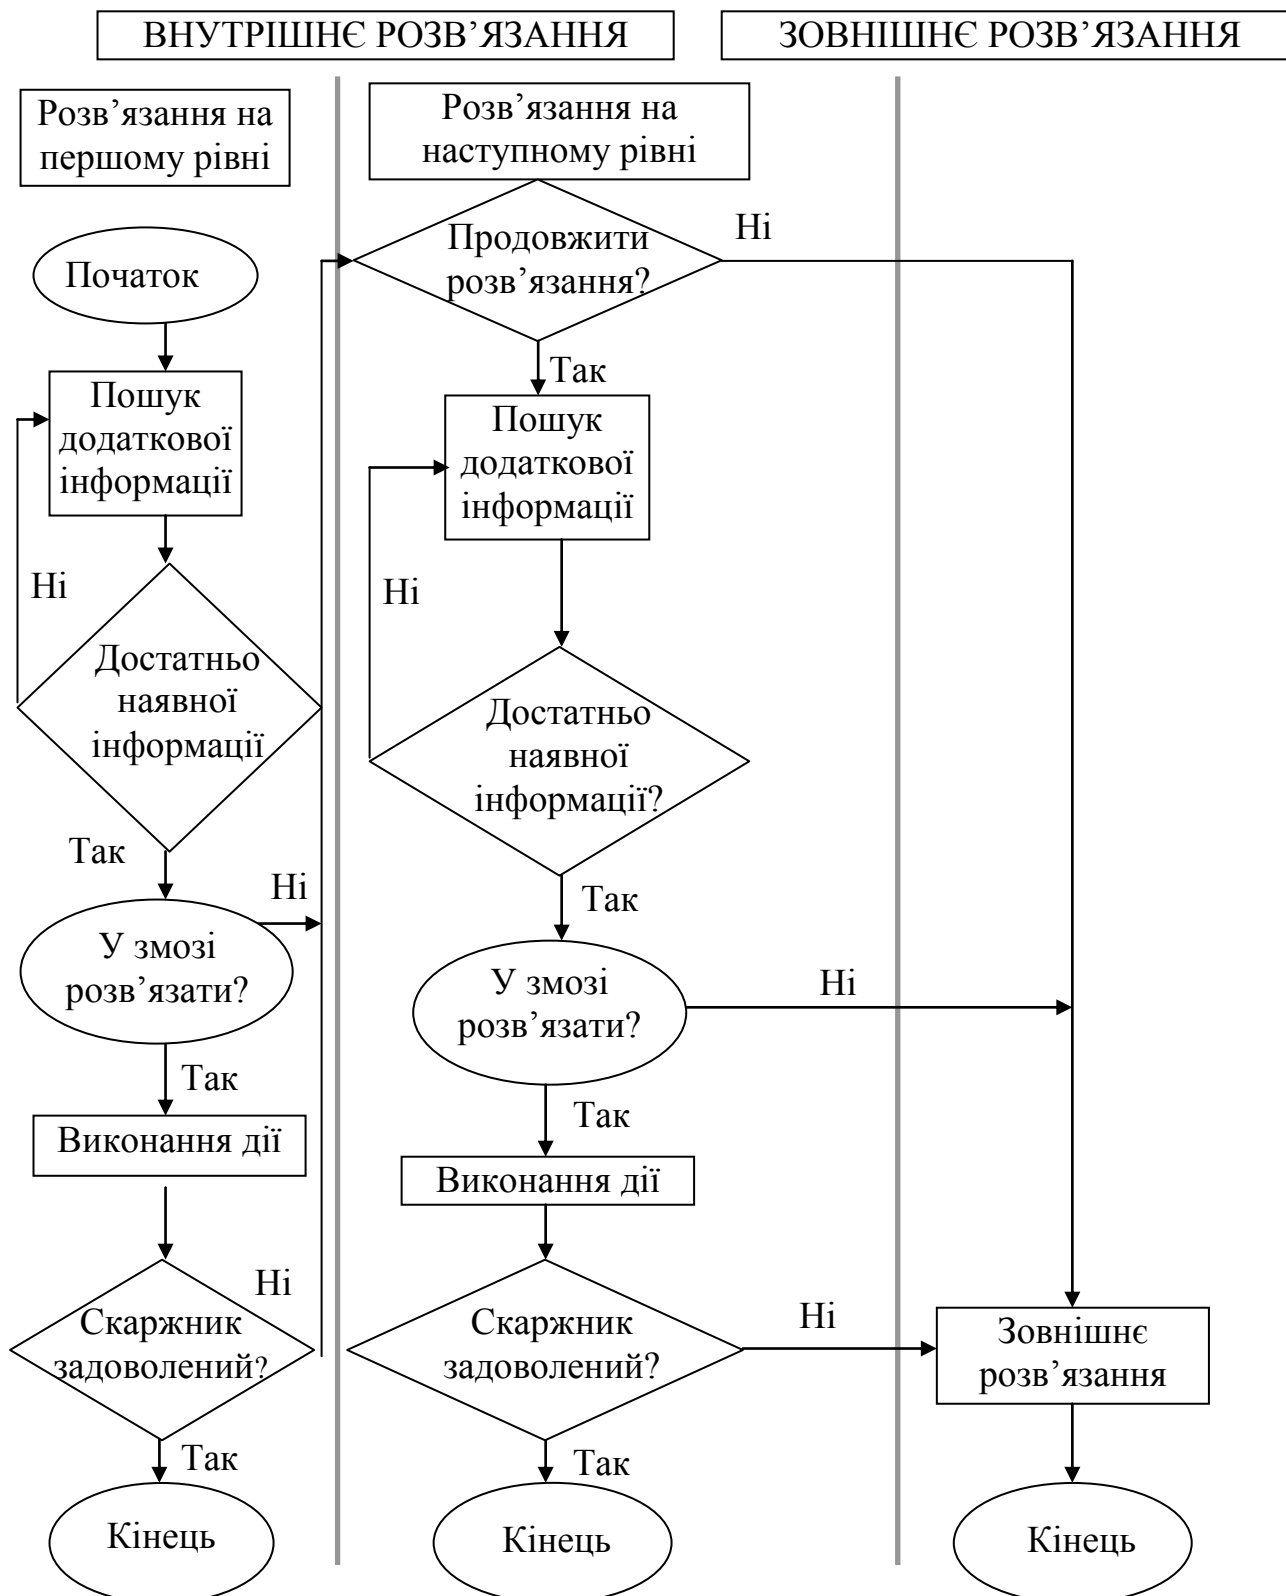 ВНУТРІШНЄ РОЗВ’ЯЗАННЯ
ЗОВНІШНЄ РОЗВ’ЯЗАННЯ
Розв’язання на
першому рівні
Початок
Пошук
додаткової
інформації
Ні
Достатньо
наявної
інформації
Так
Ні
У змозі
розв’язати?
Так
Виконання дії
Ні
Скаржник
задоволений?
Так
Кінець
Розв’язання на
наступному рівні
Продовжити
розв’язання?
Ні
Так
Пошук
додаткової
інформації
Ні
Достатньо
наявної
інформації?
Так
У змозі
розв’язати?
Ні
Так
Виконання дії
Скаржник
задоволений?
Ні
Так
Кінець
Зовнішнє
розв’язання
Кінець